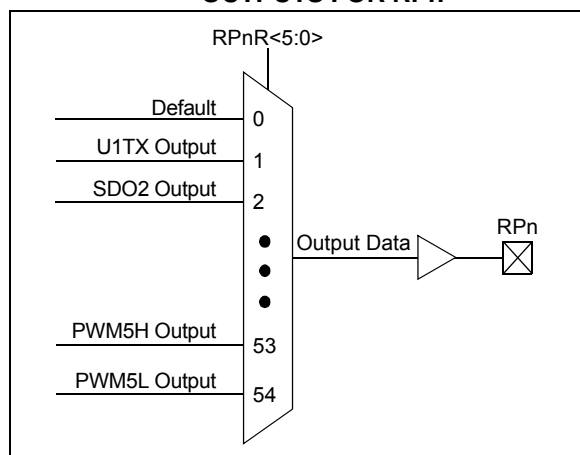 RPnR<5:0>
Default
0
U1TX Output
1
SDO2 Output
2
Output Data
RPn
PWM5H Output
53
PWM5L Output
54